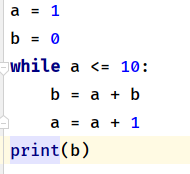 a = 1
b = 0
while a <= 10:
    b = a + b
    a = a + 1
print(b)